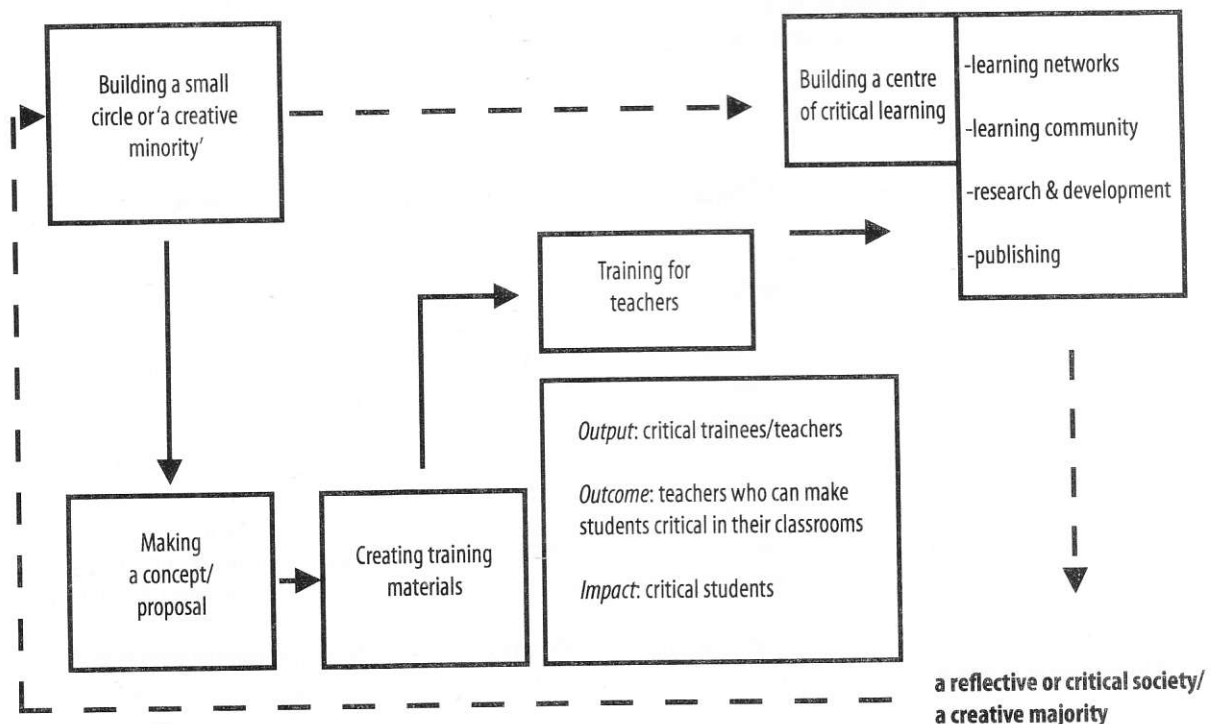 Building a small
circle or 'a creative
minority'
Building a centre
of critical learning
-learning networks
-learning community
-research & development
-publishing
Training for
teachers
Output: critical trainees/teachers
Outcome: teachers who can make
students critical in their classrooms
Impact: critical students
Making
a concept/
proposal
Creating training
materials
a reflective or critical society/
a creative majority